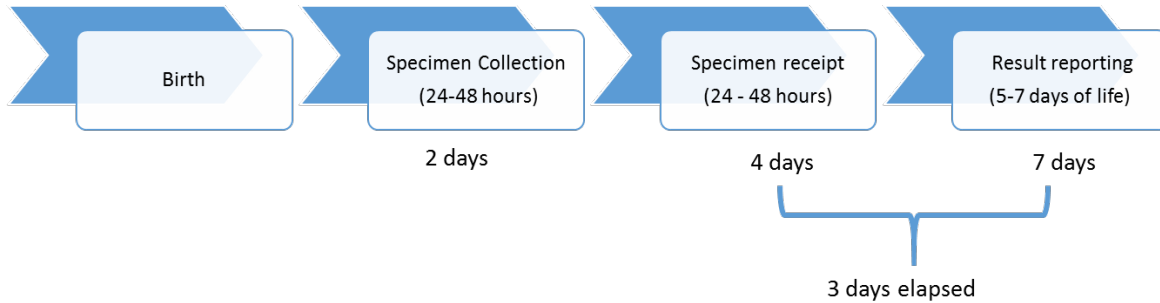 Birth
Specimen Collection
(24-48 hours)
Specimen receipt
(24 - 48 hours)
Result reporting
(5-7 days of life)
2 days
4 days
7 days
3 days elapsed